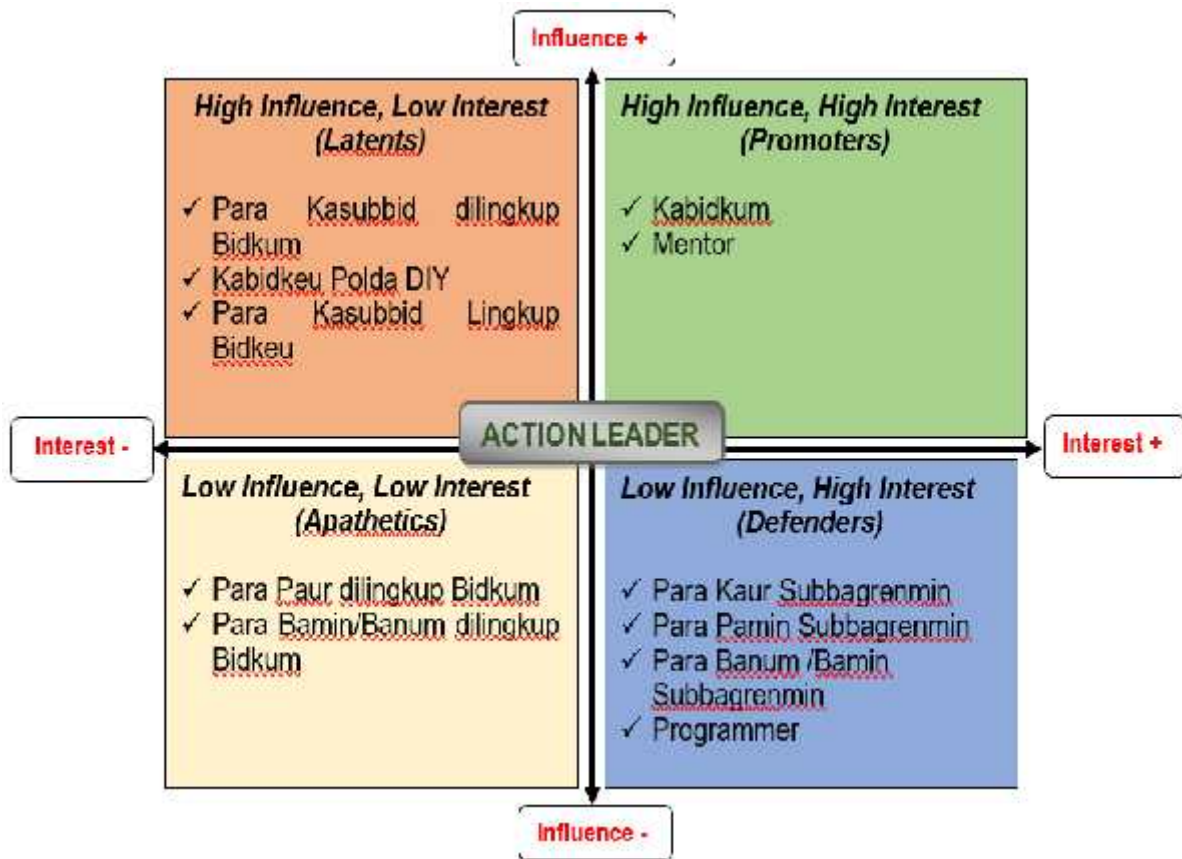 Influence +
High Influence, Low Interest
(Latents)
✓ Para Kasubbid dilingkup
Bidkum
✓ Kabidkeu Polda DIY
✓ Para Kasubbid Lingkup
Bidkeu
High Influence, High Interest
(Promoters)
✓ Kabidkum
✓ Mentor
Interest -
ACTION LEADER
Interest +
Low Influence, Low Interest
(Apathetics)
✓ Para Paur dilingkup Bidkum
✓ Para Bamin/Banum dilingkup
Bidkum
Low Influence, High Interest
(Defenders)
✓ Para Kaur Subbagrenmin
✓ Para Pamin Subbagrenmin
✓ Para Banum /Bamin
Subbagrenmin
✓ Programmer
Influence -